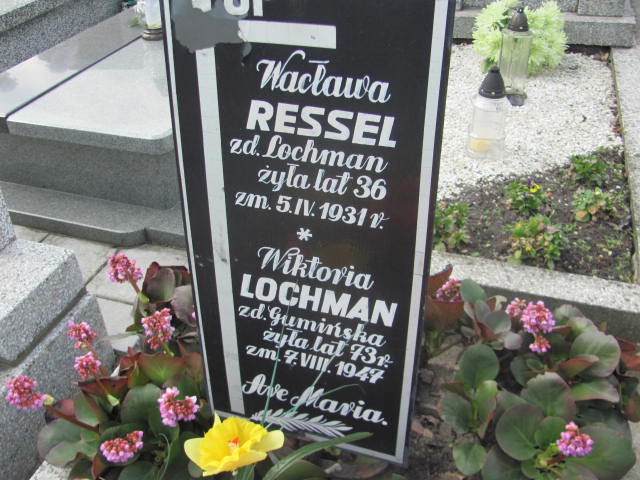 Wacława
RESSEL
zd. Lochman
żyła lat 36
zm. 5.IV.1931 r.
*
Wiktoria
LOCHMAN
zd. Gumińska
żyła lat 73 r.
zm. 7.VIII.1947
Ave Maria.